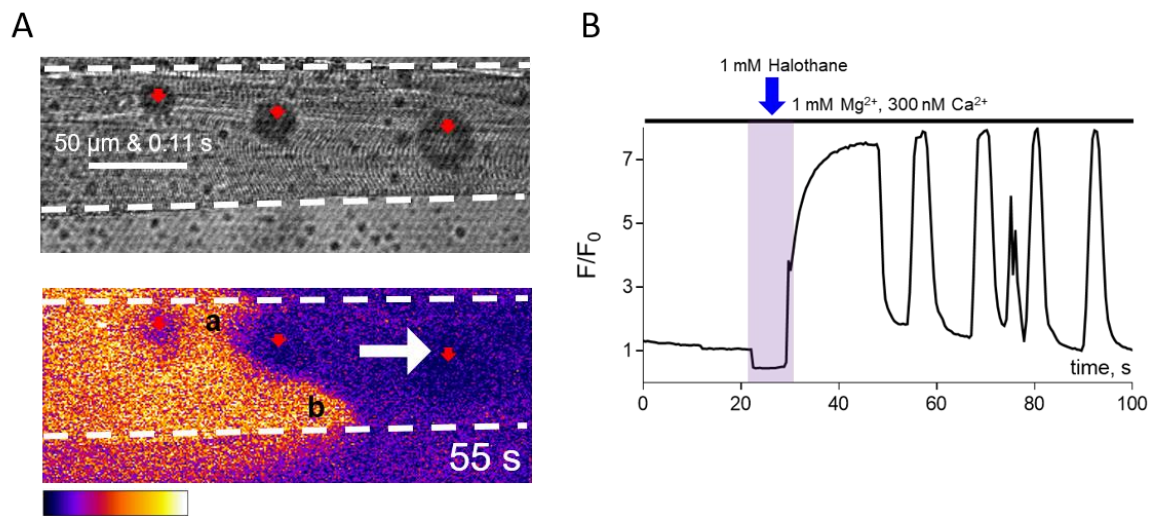 A
50 µm & 0.11 s
a
b
55 s
B
1 mM Halothane
1 mM Mg²⁺, 300 nM Ca²⁺
7
5
3
1
F/F₀
time, s
0
20
40
60
80
100